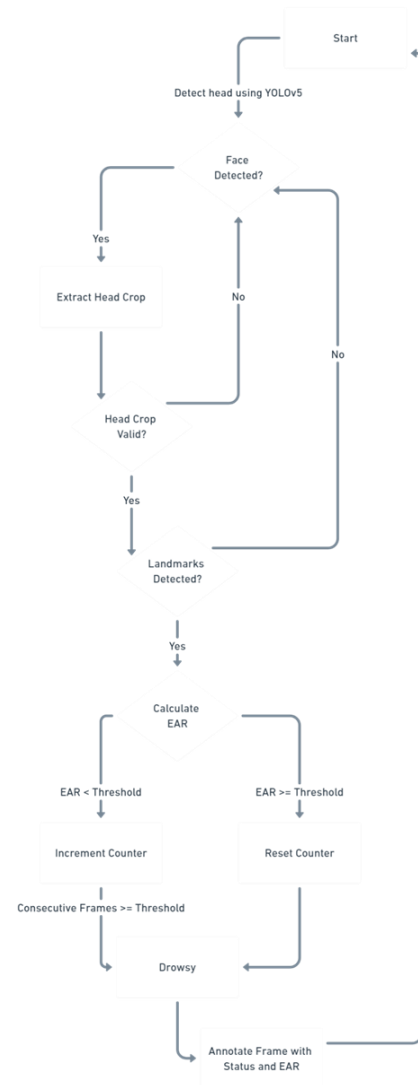 Start
Detect head using YOLOv5
Face
Detected?
Yes
Extract Head Crop
No
No
Head Crop
Valid?
Yes
Landmarks
Detected?
Yes
Calculate
EAR
EAR < Threshold
EAR >= Threshold
Increment Counter
Reset Counter
Consecutive Frames >= Threshold
Drowsy
Annotate Frame with
Status and EAR